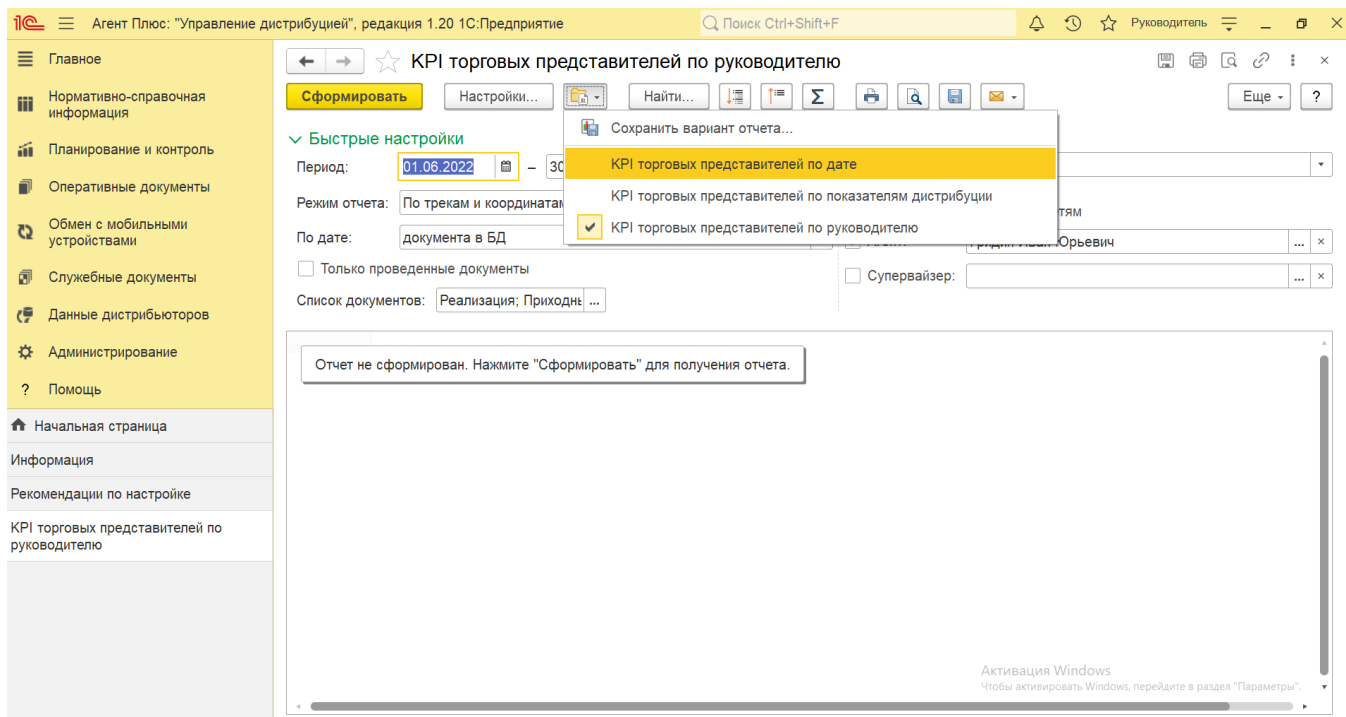 1С Агент Плюс: "Управление дистрибуцией", редакция 1.20 1С:Предприятие
Поиск Ctrl+Shift+F
Руководитель
Главное
Нормативно-справочная
информация
Планирование и контроль
Оперативные документы
Обмен с мобильными
устройствами
Служебные документы
Данные дистрибьюторов
Администрирование
? Помощь
Начальная страница
Информация
Рекомендации по настройке
KPI торговых представителей по
руководителю
KPI торговых представителей по руководителю
Сформировать
Настройки...
Найти...
Σ
Еще
?
Сохранить вариант отчета...
KPI торговых представителей по дате
KPI торговых представителей по показателям дистрибуции
KPI торговых представителей по руководителю
Быстрые настройки
Период: 01.06.2022 – 30
Режим отчета: По трекам и координатам
По дате: документа в БД
Только проведенные документы
Список документов: Реализация; Приходнь ...
тям
Юрьевич ...
Супервайзер: ...
Отчет не сформирован. Нажмите "Сформировать" для получения отчета.
Активация Windows
Чтобы активировать Windows, перейдите в раздел "Параметры".